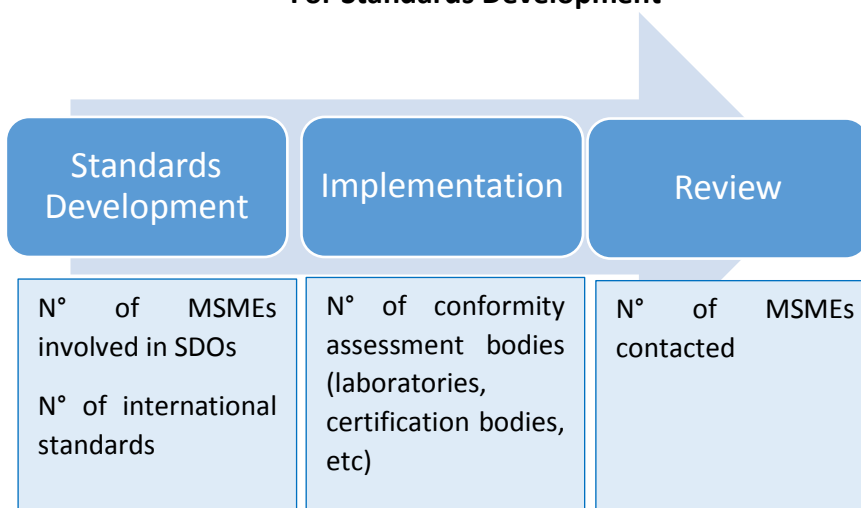 For Standards Development
Standards
Development
Implementation
Review
N° of MSMEs
involved in SDOs
N° of international
standards
N° of conformity
assessment bodies
(laboratories,
certification bodies,
etc)
N° of MSMEs
contacted